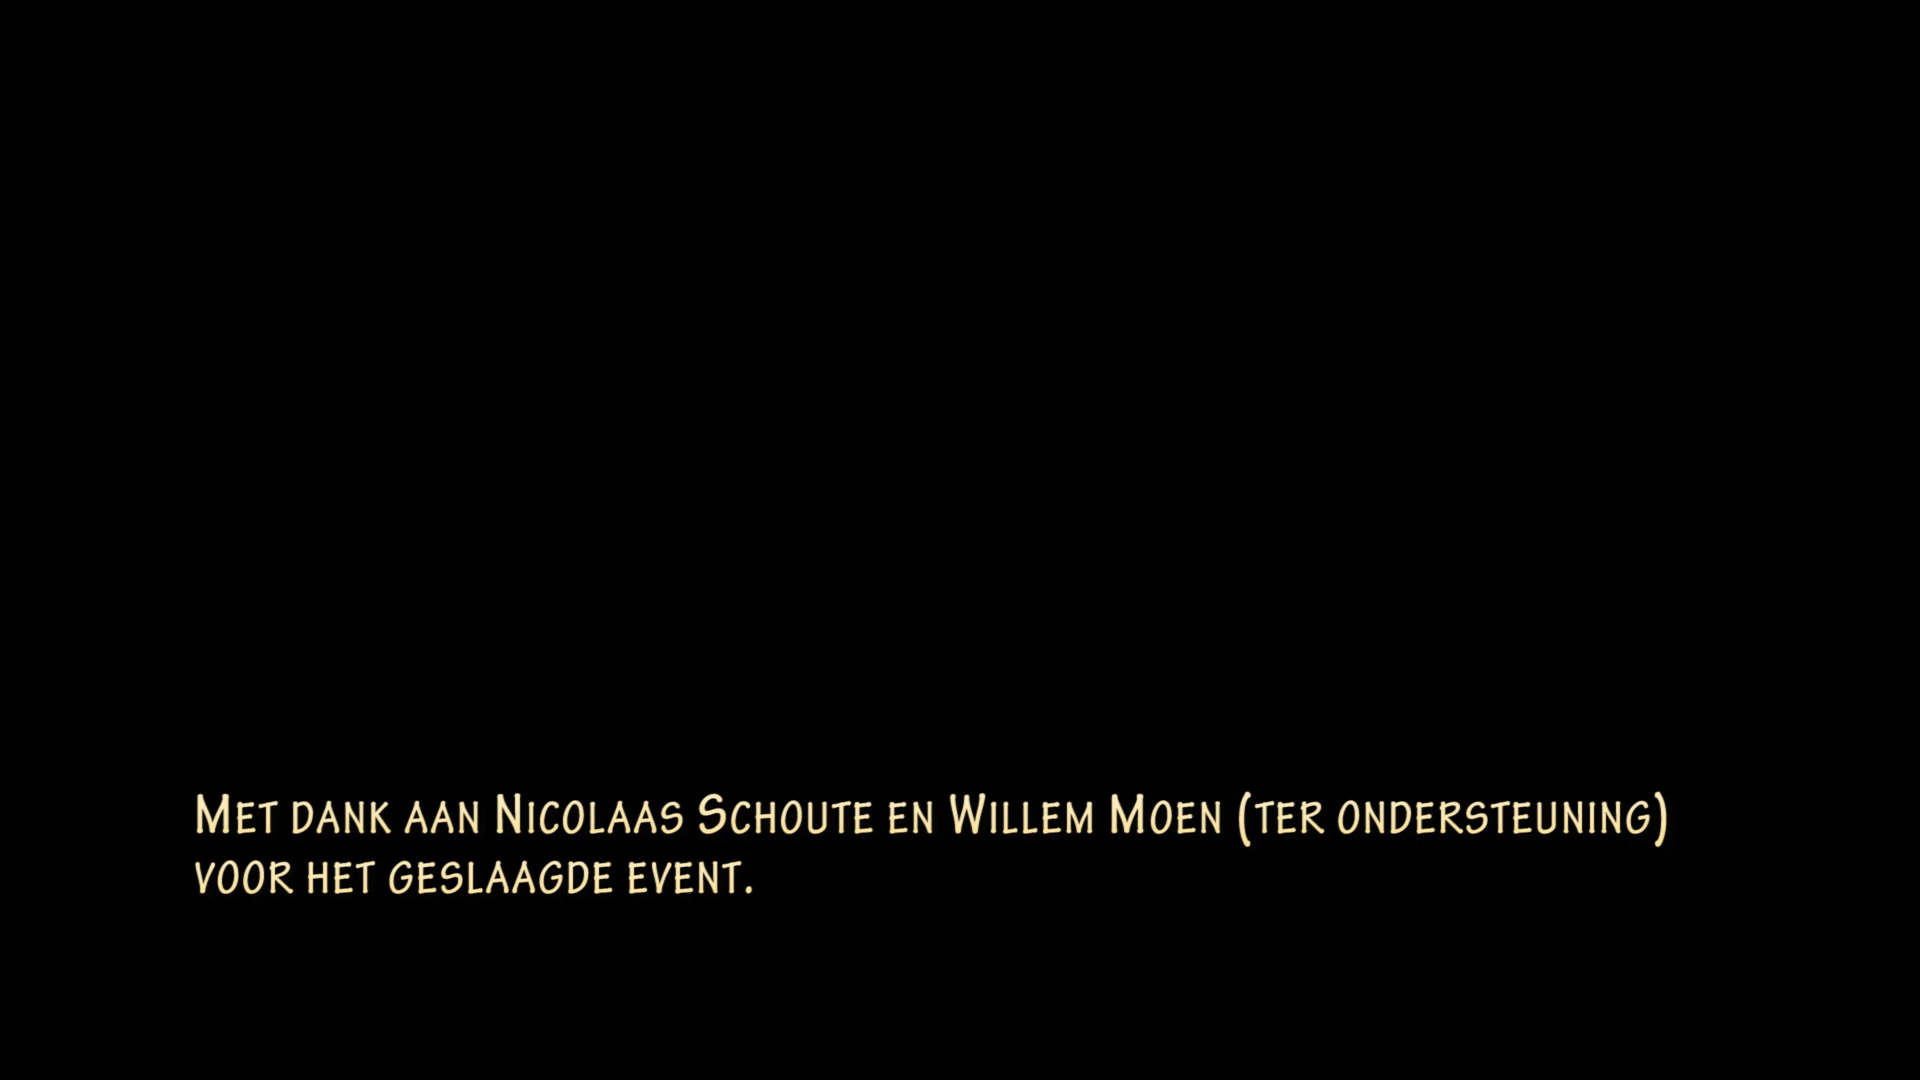 Met dank aan Nicolaas Schoute en Willem Moen (ter ondersteuning)
voor het geslaagde event.